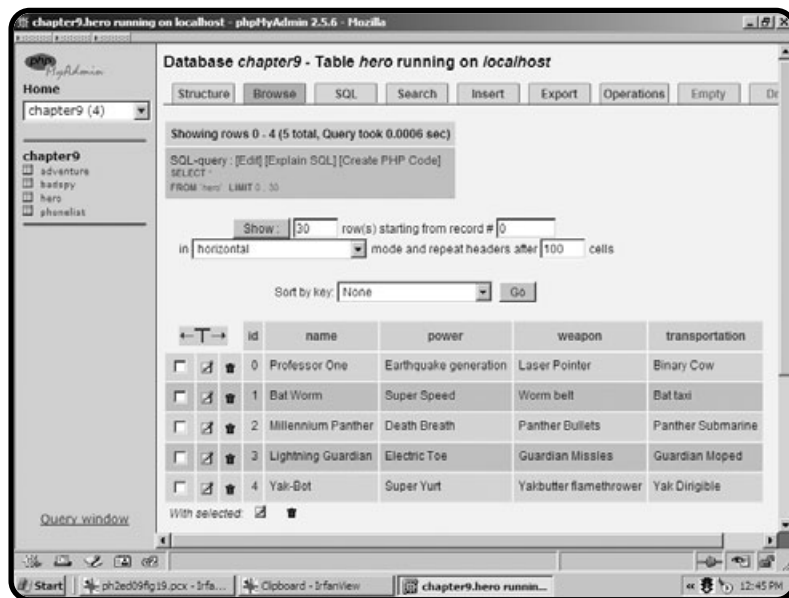 chapter9.hero running on localhost - phpMyAdmin 2.5.6 - Mozilla
php
MyAdmin
Home
chapter9 (4)
chapter9
adventure
badspy
hero
phonelist
Query window
Database chapter9 - Table hero running on localhost
Structure Browse SQL Search Insert Export Operations Empty
Showing rows 0 - 4 (5 total, Query took 0.0006 sec)
SQL-query : [Edit] [Explain SQL] [Create PHP Code]
SELECT *
FROM `hero` LIMIT 0 , 30
Show : 30 row(s) starting from record # 0
in horizontal mode and repeat headers after 100 cells
Sort by key: None Go
←T→ id name power weapon transportation
0 Professor One Earthquake generation Laser Pointer Binary Cow
1 Bat Worm Super Speed Worm belt Bat taxi
2 Millennium Panther Death Breath Panther Bullets Panther Submarine
3 Lightning Guardian Electric Toe Guardian Missles Guardian Moped
4 Yak-Bot Super Yurt Yakbutter flamethrower Yak Dirigible
With selected:
Start ph2ed09fig19.pcx - Irfa... Clipboard - IrfanView chapter9.hero runnin... 12:45 PM